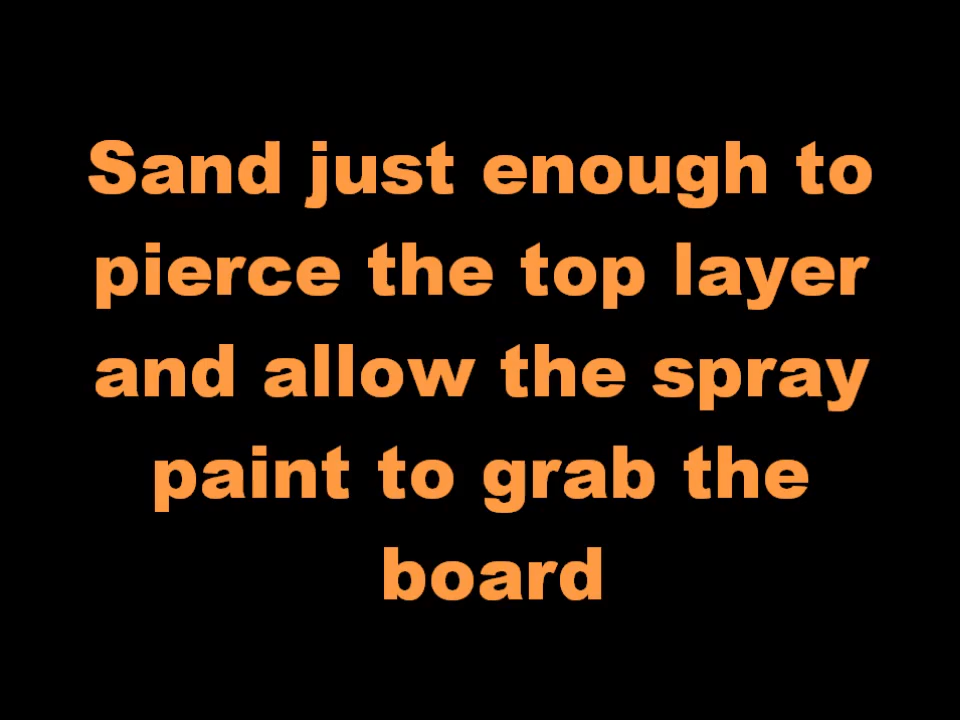 Sand just enough to
pierce the top layer
and allow the spray
paint to grab the
board